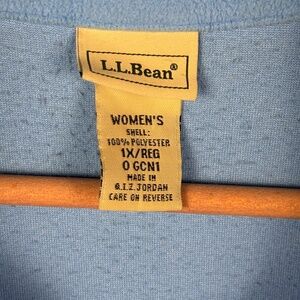 L.L.Bean®
WOMEN'S
SHELL:
100% POLYESTER
1X/REG
0 GCN1
MADE IN
Q.I.Z. JORDAN
CARE ON REVERSE